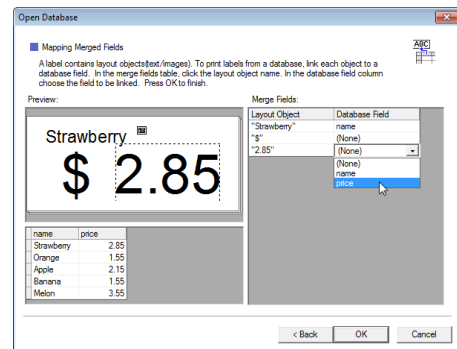 Open Database
Mapping Merged Fields
ABC
A label contains layout objects(text/images). To print labels from a database, link each object to a
database field. In the merge fields table, click the layout object name. In the database field column
choose the field to be linked. Press OK to finish.
Preview:
Strawberry
$ 2.85
name price
Strawberry 2.85
Orange 1.55
Apple 2.15
Banana 1.55
Melon 3.55
Merge Fields:
Layout Object Database Field
"Strawberry" name
"$" (None)
"2.85" (None)
(None)
name
price
< Back OK Cancel